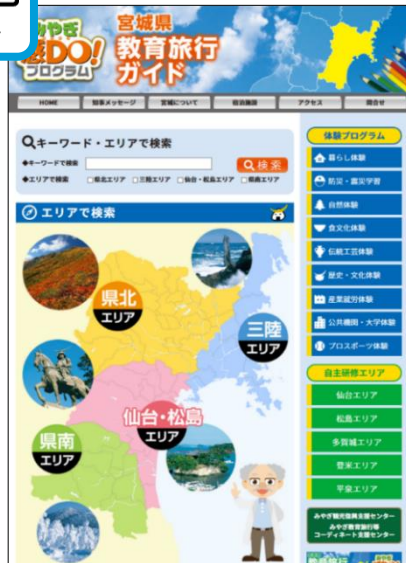 みやぎ
感DO!
プログラム
宮城県
教育旅行
ガイド
HOME
知事メッセージ
宮城について
宿泊施設
アクセス
問合せ
キーワード・エリアで検索
◆キーワードで検索
検索
◆エリアで検索 □県北エリア □三陸エリア □仙台・松島エリア □県南エリア
エリアで検索
県北
エリア
三陸
エリア
仙台・松島
エリア
県南
エリア
体験プログラム
暮らし体験
防災・震災学習
自然体験
食文化体験
伝統工芸体験
歴史・文化体験
産業就労体験
公共機関・大学体験
プロスポーツ体験
自主研修エリア
仙台エリア
松島エリア
多賀城エリア
登米エリア
平泉エリア
みやぎ観光復興支援センター
みやぎ教育旅行等
コーディネート支援センター